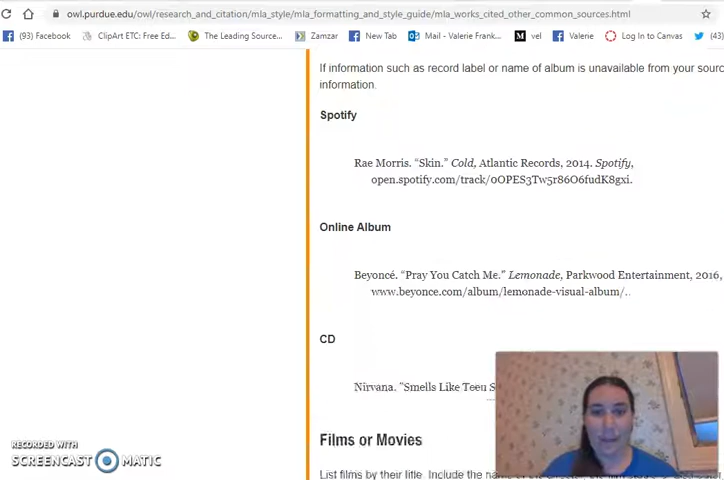 owl.purdue.edu/owl/research_and_citation/mla_style/mla_formatting_and_style_guide/mla_works_cited_other_common_sources.html
(93) Facebook ClipArt ETC: Free Ed... The Leading Source... Zamzar New Tab Mail - Valerie Frank... vel Valerie Log In to Canvas (43)
If information such as record label or name of album is unavailable from your sourc
information.
Spotify
Rae Morris. “Skin.” Cold, Atlantic Records, 2014. Spotify,
open.spotify.com/track/0OPES3Tw5r86O6fudK8gxi.
Online Album
Beyoncé. “Pray You Catch Me.” Lemonade, Parkwood Entertainment, 2016,
www.beyonce.com/album/lemonade-visual-album/..
CD
Nirvana. "Smells Like Teen S
Films or Movies
List films by their title. Include the name of the
RECORDED WITH
SCREENCAST MATIC